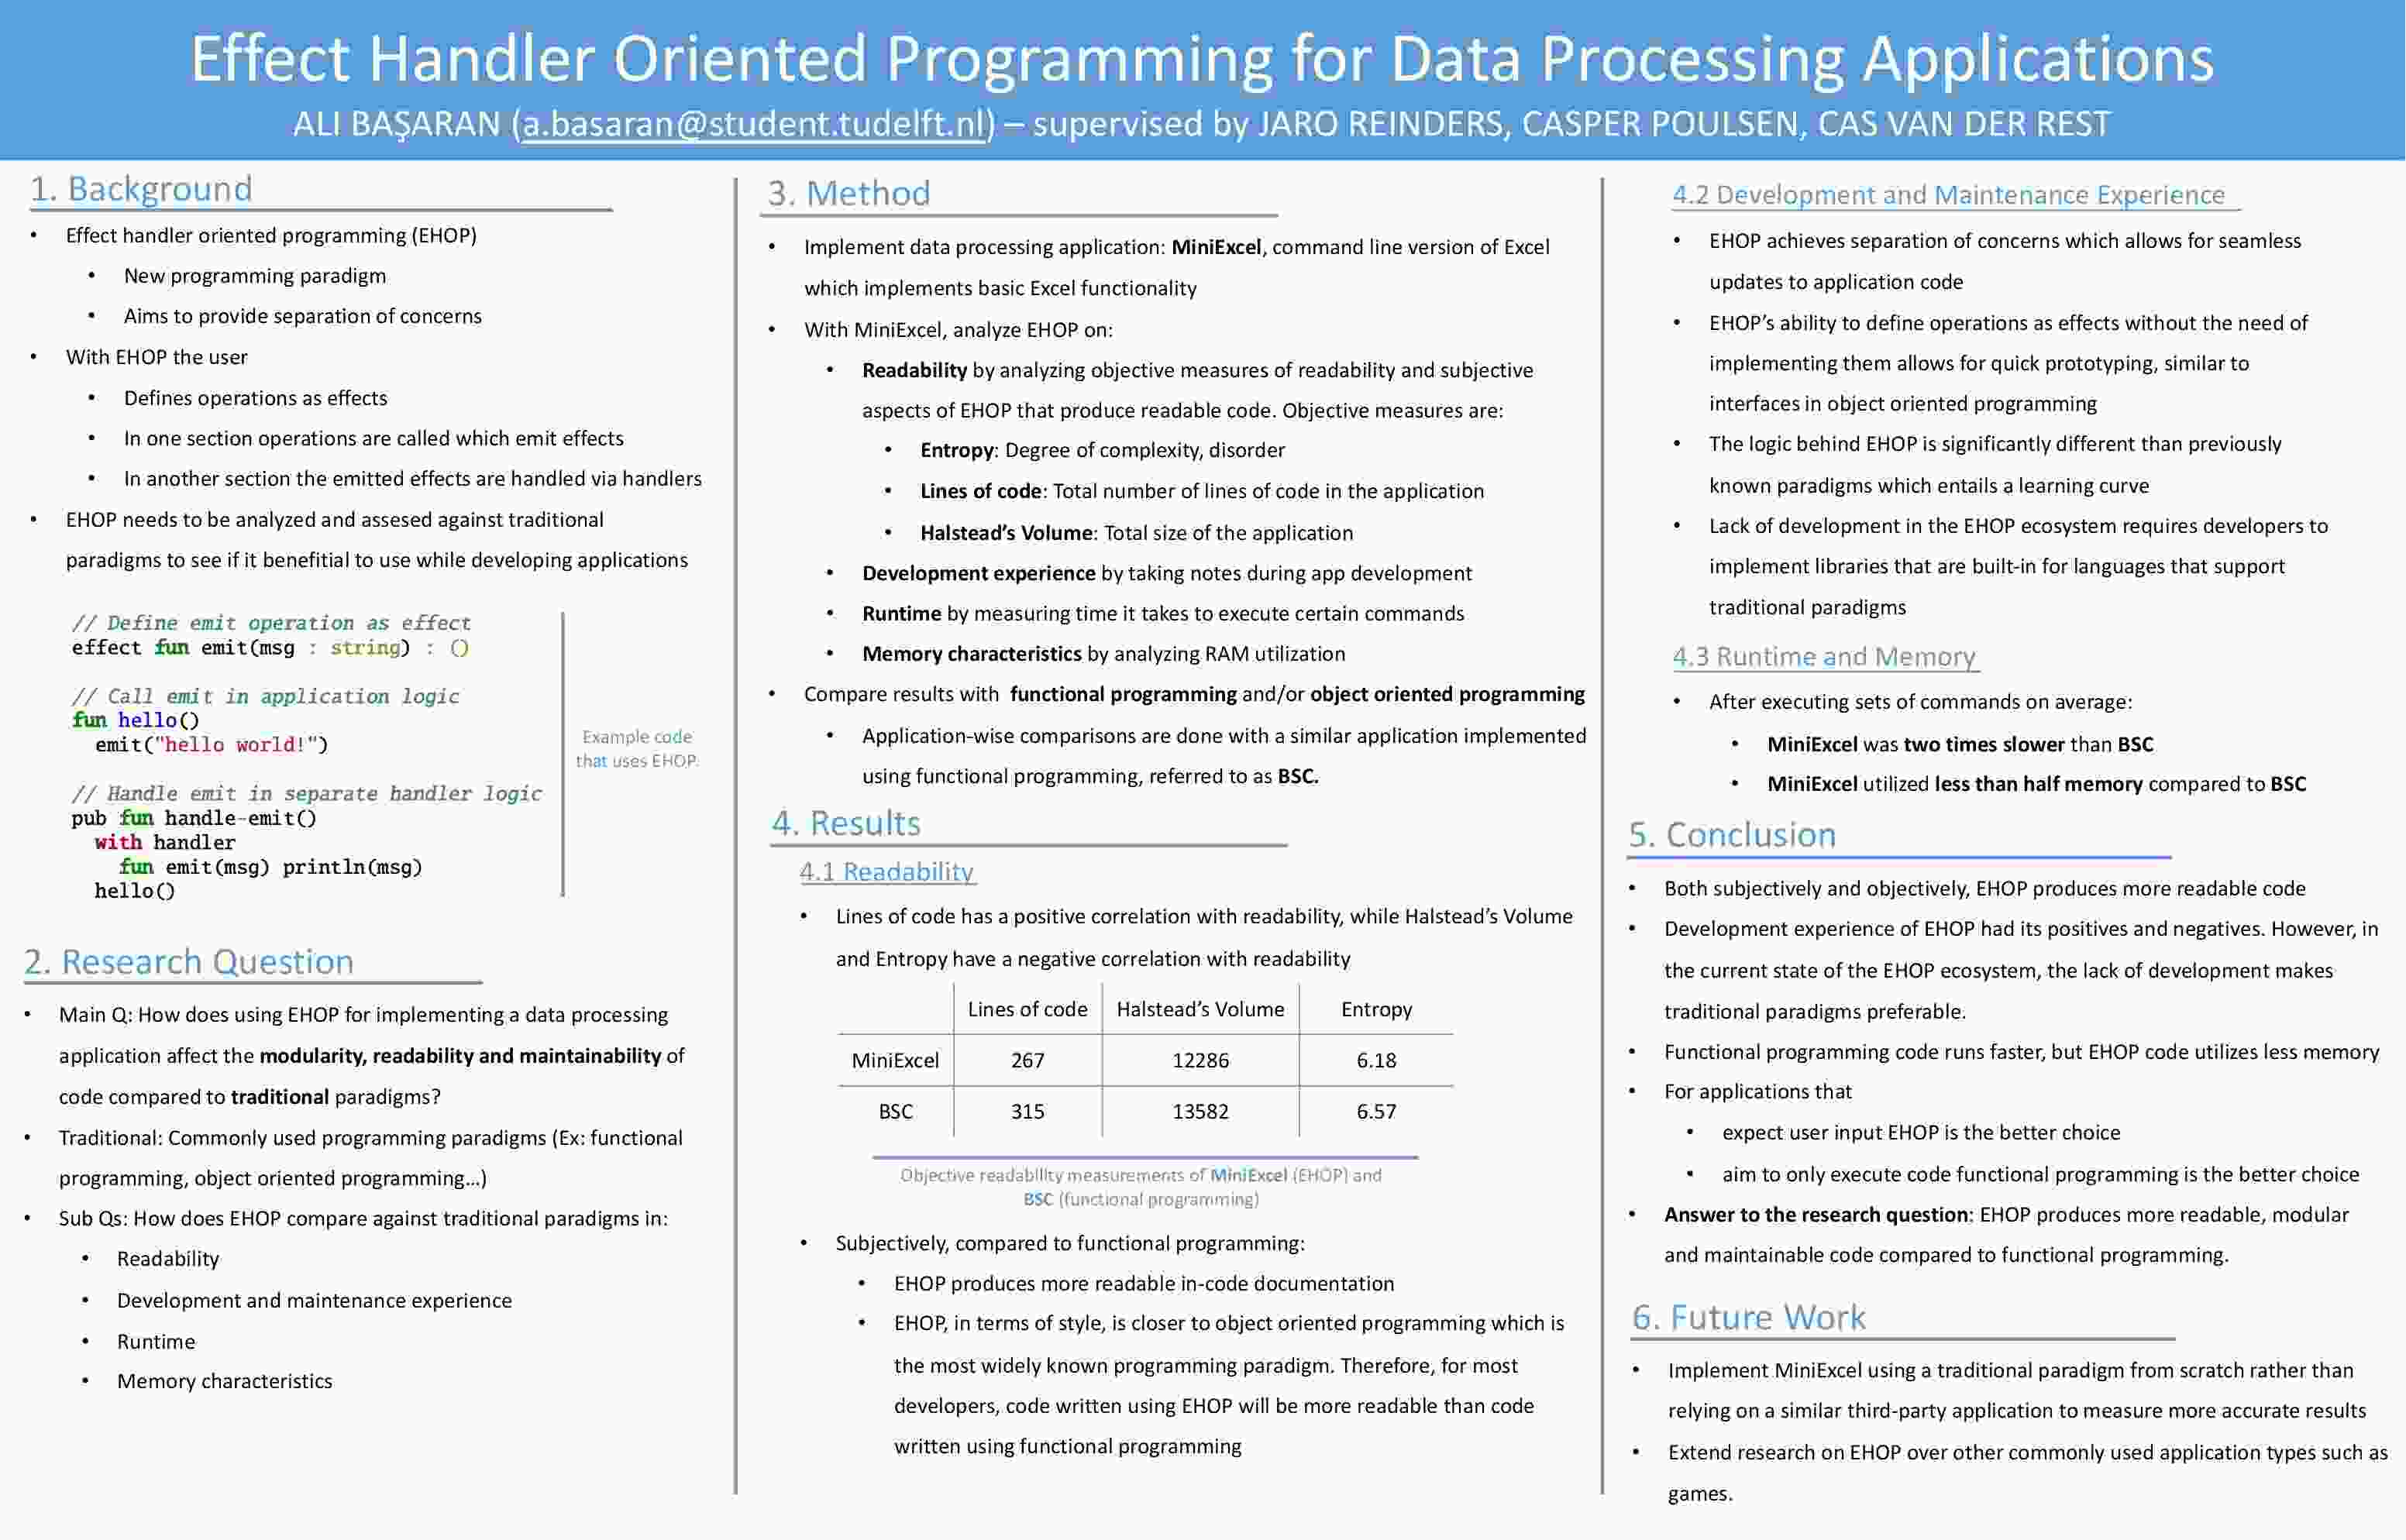 Effect Handler Oriented Programming for Data Processing Applications
ALI BAŞARAN (a.basaran@student.tudelft.nl) – supervised by JARO REINDERS, CASPER POULSEN, CAS VAN DER REST
1. Background
• Effect handler oriented programming (EHOP)
• New programming paradigm
• Aims to provide separation of concerns
• With EHOP the user
• Defines operations as effects
• In one section operations are called which emit effects
• In another section the emitted effects are handled via handlers
• EHOP needs to be analyzed and assesed against traditional
paradigms to see if it benefitial to use while developing applications
// Define emit operation as effect
effect fun emit(msg : string) : ()
// Call emit in application logic
fun hello()
emit("hello world!")
// Handle emit in separate handler logic
pub fun handle-emit()
with handler
fun emit(msg) println(msg)
hello()
Example code
that uses EHOP.
2. Research Question
• Main Q: How does using EHOP for implementing a data processing
application affect the modularity, readability and maintainability of
code compared to traditional paradigms?
• Traditional: Commonly used programming paradigms (Ex: functional
programming, object oriented programming…)
• Sub Qs: How does EHOP compare against traditional paradigms in:
• Readability
• Development and maintenance experience
• Runtime
• Memory characteristics
3. Method
• Implement data processing application: MiniExcel, command line version of Excel
which implements basic Excel functionality
• With MiniExcel, analyze EHOP on:
• Readability by analyzing objective measures of readability and subjective
aspects of EHOP that produce readable code. Objective measures are:
• Entropy: Degree of complexity, disorder
• Lines of code: Total number of lines of code in the application
• Halstead’s Volume: Total size of the application
• Development experience by taking notes during app development
• Runtime by measuring time it takes to execute certain commands
• Memory characteristics by analyzing RAM utilization
• Compare results with functional programming and/or object oriented programming
• Application-wise comparisons are done with a similar application implemented
using functional programming, referred to as BSC.
4. Results
4.1 Readability
• Lines of code has a positive correlation with readability, while Halstead’s Volume
and Entropy have a negative correlation with readability
Lines of code Halstead’s Volume Entropy
MiniExcel 267 12286 6.18
BSC 315 13582 6.57
Objective readability measurements of MiniExcel (EHOP) and
BSC (functional programming)
• Subjectively, compared to functional programming:
• EHOP produces more readable in-code documentation
• EHOP, in terms of style, is closer to object oriented programming which is
the most widely known programming paradigm. Therefore, for most
developers, code written using EHOP will be more readable than code
written using functional programming
4.2 Development and Maintenance Experience
• EHOP achieves separation of concerns which allows for seamless
updates to application code
• EHOP’s ability to define operations as effects without the need of
implementing them allows for quick prototyping, similar to
interfaces in object oriented programming
• The logic behind EHOP is significantly different than previously
known paradigms which entails a learning curve
• Lack of development in the EHOP ecosystem requires developers to
implement libraries that are built-in for languages that support
traditional paradigms
4.3 Runtime and Memory
• After executing sets of commands on average:
• MiniExcel was two times slower than BSC
• MiniExcel utilized less than half memory compared to BSC
5. Conclusion
• Both subjectively and objectively, EHOP produces more readable code
• Development experience of EHOP had its positives and negatives. However, in
the current state of the EHOP ecosystem, the lack of development makes
traditional paradigms preferable.
• Functional programming code runs faster, but EHOP code utilizes less memory
• For applications that
• expect user input EHOP is the better choice
• aim to only execute code functional programming is the better choice
• Answer to the research question: EHOP produces more readable, modular
and maintainable code compared to functional programming.
6. Future Work
• Implement MiniExcel using a traditional paradigm from scratch rather than
relying on a similar third-party application to measure more accurate results
• Extend research on EHOP over other commonly used application types such as
games.